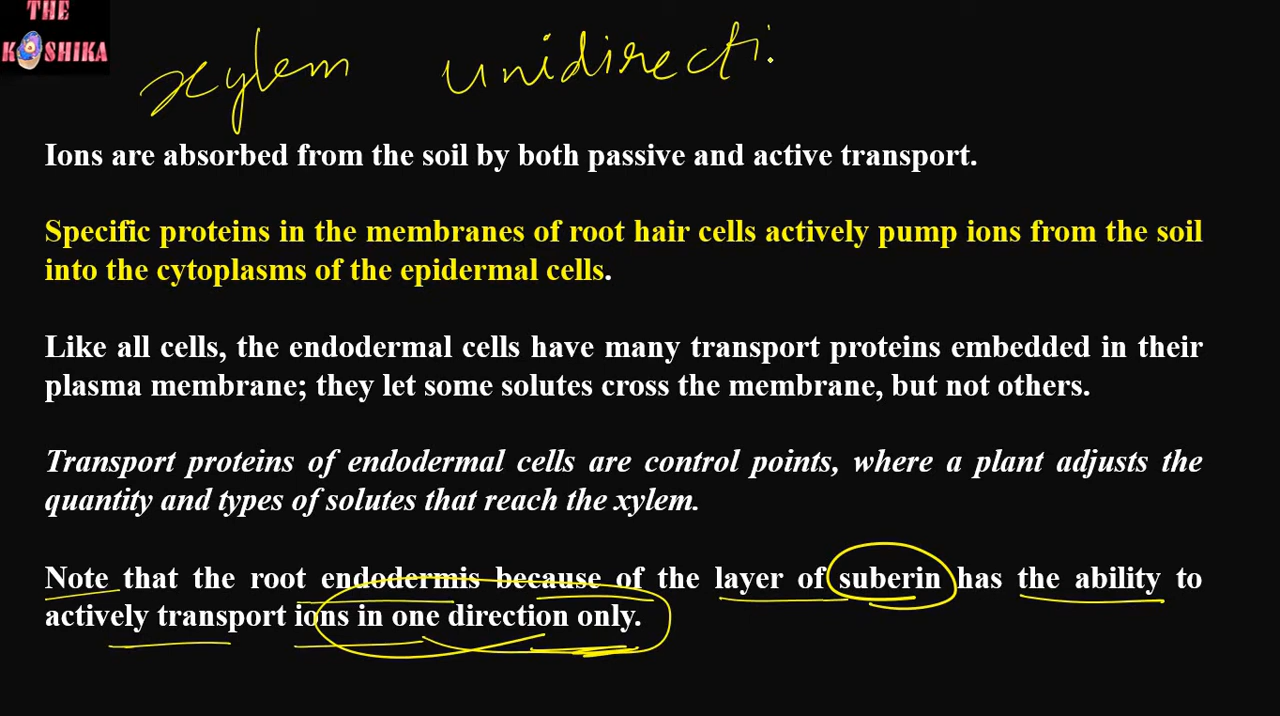 THE
KOSHIKA
xylem unidirecti
Ions are absorbed from the soil by both passive and active transport.
Specific proteins in the membranes of root hair cells actively pump ions from the soil
into the cytoplasms of the epidermal cells.
Like all cells, the endodermal cells have many transport proteins embedded in their
plasma membrane; they let some solutes cross the membrane, but not others.
Transport proteins of endodermal cells are control points, where a plant adjusts the
quantity and types of solutes that reach the xylem.
Note that the root endodermis because of the layer of suberin has the ability to
actively transport ions in one direction only.